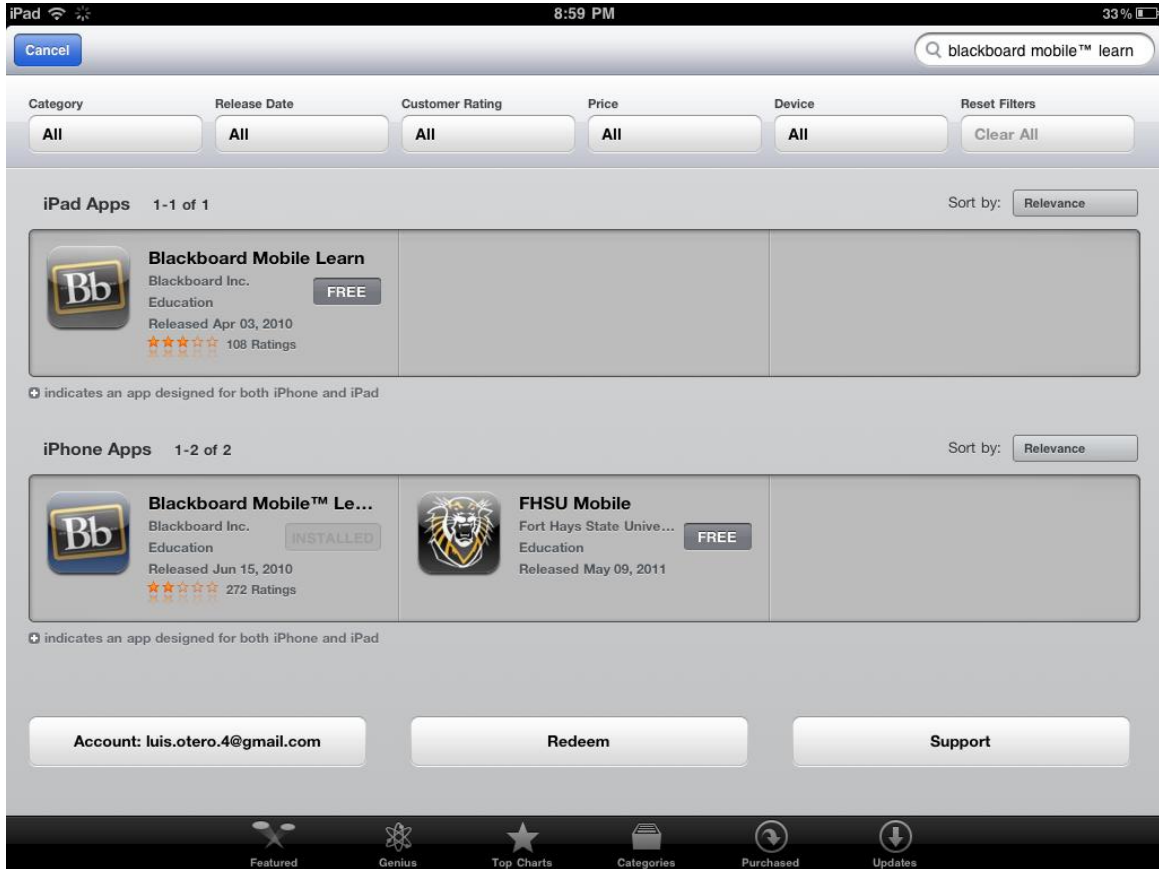 iPad 8:59 PM 33%
Cancel blackboard mobile™ learn
Category Release Date Customer Rating Price Device Reset Filters
All All All All All Clear All
iPad Apps 1-1 of 1 Sort by: Relevance
Bb
Blackboard Mobile Learn
Blackboard Inc.
FREE
Education
Released Apr 03, 2010
108 Ratings
indicates an app designed for both iPhone and iPad
iPhone Apps 1-2 of 2 Sort by: Relevance
Bb
Blackboard Mobile™ Le...
Blackboard Inc.
INSTALLED
Education
Released Jun 15, 2010
272 Ratings
FHSU Mobile
Fort Hays State Unive...
FREE
Education
Released May 09, 2011
indicates an app designed for both iPhone and iPad
Account: luis.otero.4@gmail.com Redeem Support
Featured Genius Top Charts Categories Purchased Updates